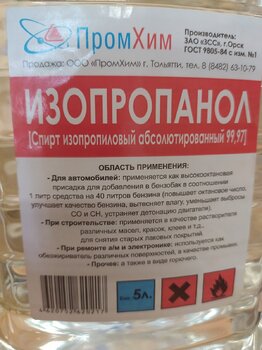 ПромХим
Производитель:
ЗАО «ЗСС», г.Орск
ГОСТ 9805-84 с изм. №1
Продажа: ООО «ПромХим» г. Тольятти, тел. 8 (8482) 63-10-79
ИЗОПРОПАНОЛ
[Спирт изопропиловый абсолютированный 99,97]
ОБЛАСТЬ ПРИМЕНЕНИЯ:
- Для автомобилей: применяется как высокооктановая
присадка для добавления в бензобак в соотношении
1 литр средства на 40 литров бензина (повышает октановое число,
улучшает качество бензина, вытесняет влагу, уменьшает выбросы
СО и СН, устраняет детонацию двигателя).
- При строительстве: применяется в качестве растворителя
различных масел, красок, клеев и т.д.,
для снятия старых лаковых покрытий.
- При ремонте а/м и электронике: используется как
обезжириватель различных поверхностей, в качестве промывки.
- Прочее: а также в виде горючего.
5л.